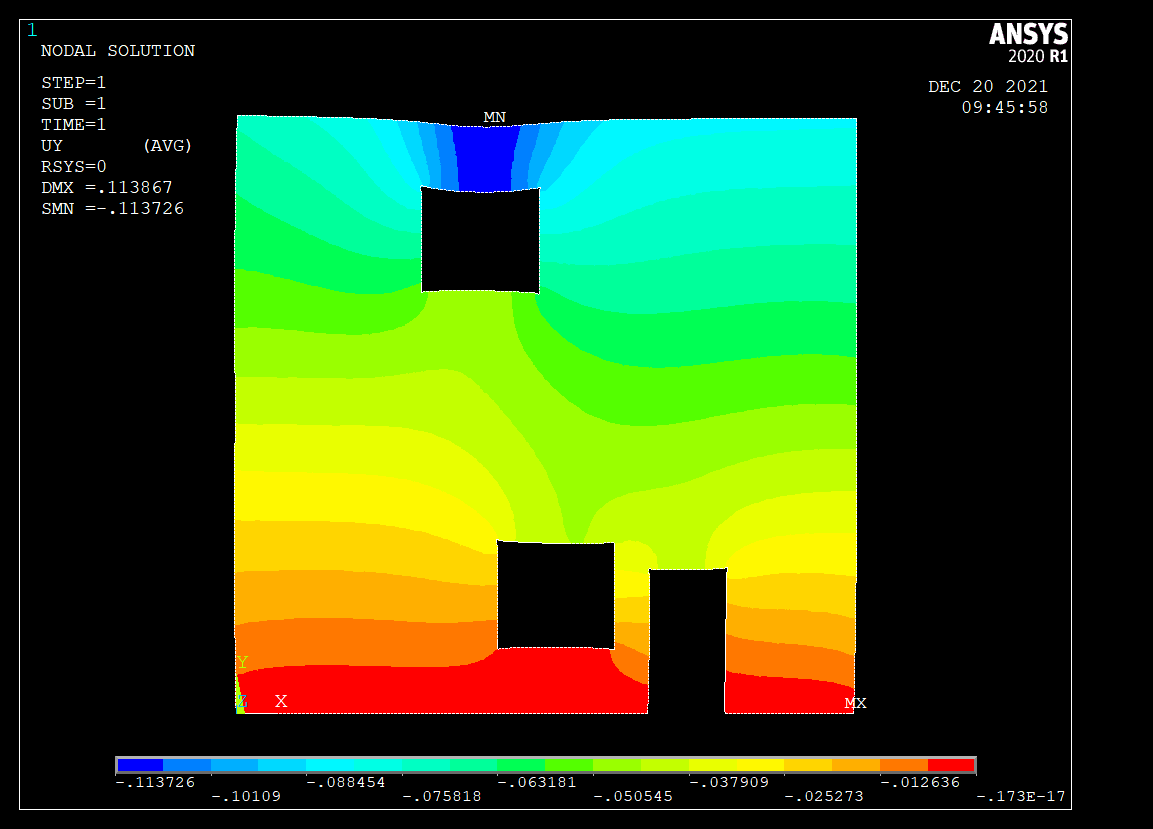 1
ANSYS
2020 R1
NODAL SOLUTION
STEP=1
SUB =1
TIME=1
UY (AVG)
RSYS=0
DMX =.113867
SMN =-.113726
DEC 20 2021
09:45:58
MN
Y
Z X
MX
-.113726 -.088454 -.063181 -.037909 -.012636
-.10109 -.075818 -.050545 -.025273 -.173E-17